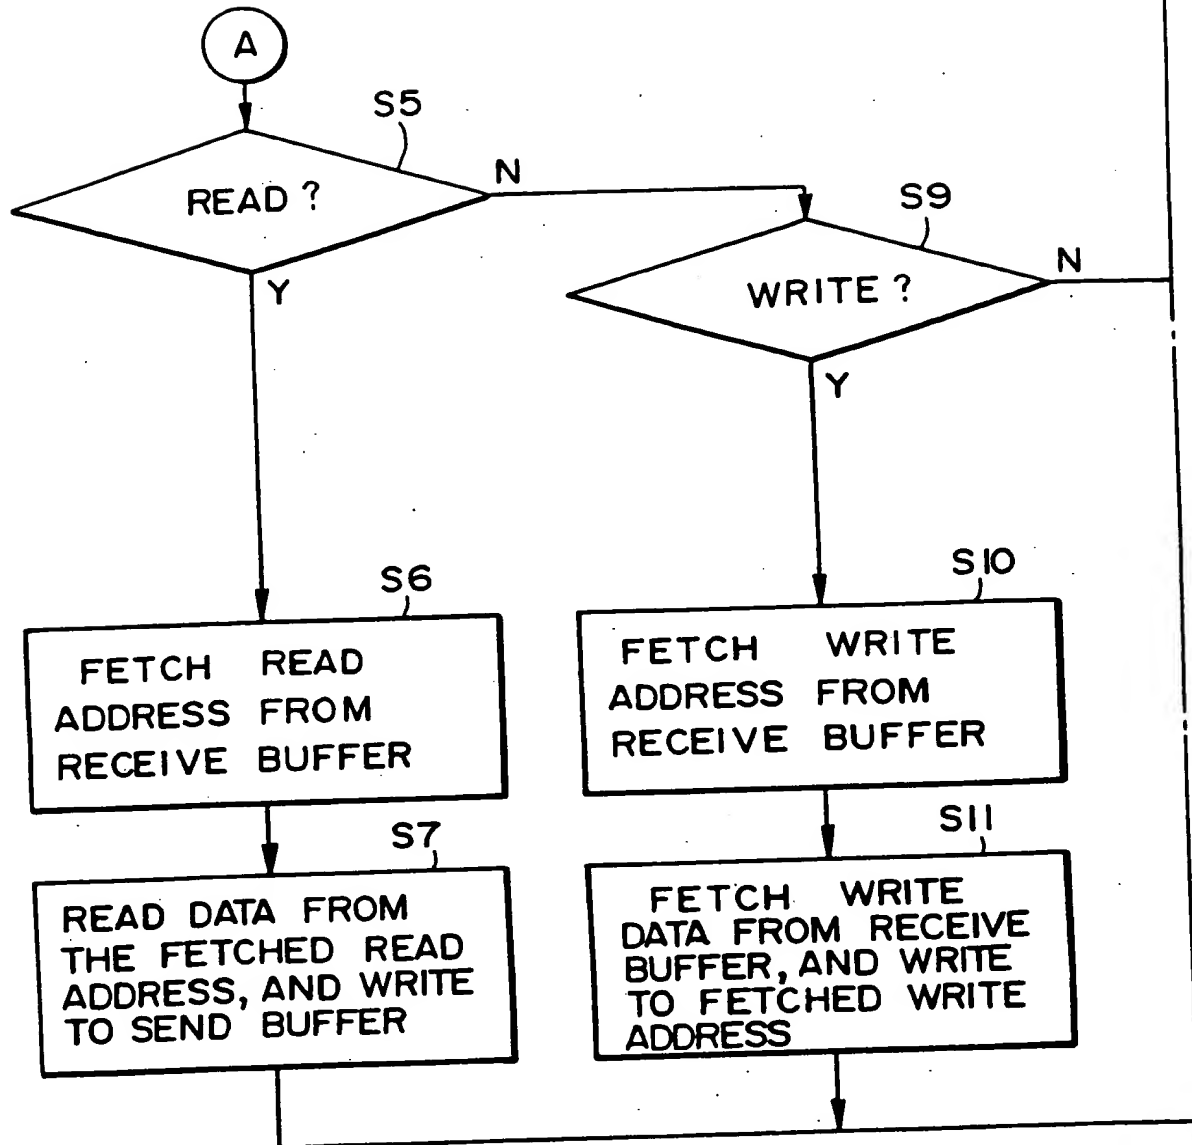 A
S5
READ ?
N
Y
S9
WRITE ?
N
Y
S6
FETCH READ
ADDRESS FROM
RECEIVE BUFFER
S10
FETCH WRITE
ADDRESS FROM
RECEIVE BUFFER
S7
READ DATA FROM
THE FETCHED READ
ADDRESS, AND WRITE
TO SEND BUFFER
S11
FETCH WRITE
DATA FROM RECEIVE
BUFFER, AND WRITE
TO FETCHED WRITE
ADDRESS